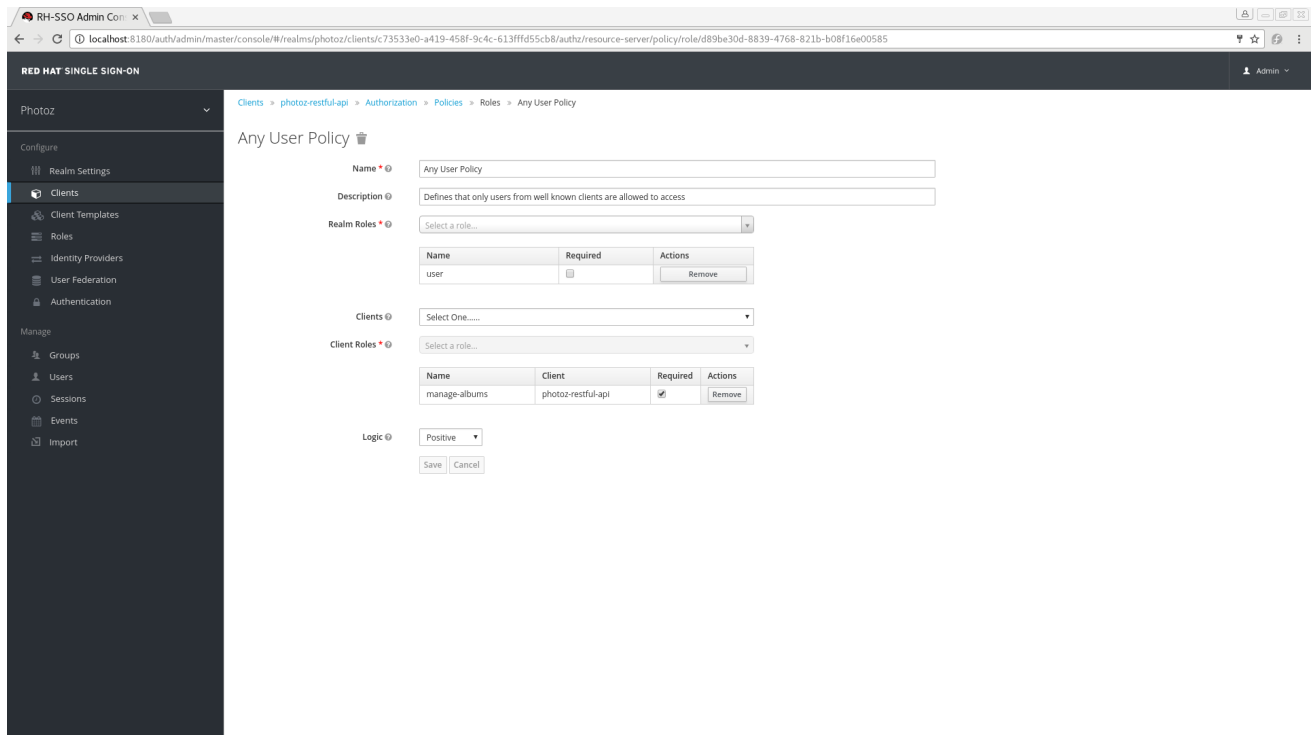 RH-SSO Admin Con
localhost:8180/auth/admin/master/console/#/realms/photoz/clients/c73533e0-a419-458f-9c4c-613fffd55cb8/authz/resource-server/policy/role/d89be30d-8839-4768-821b-b08f16e00585
RED HAT SINGLE SIGN-ON
Admin
Photoz
Clients » photoz-restful-api » Authorization » Policies » Roles » Any User Policy
Any User Policy
Configure
Realm Settings
Clients
Client Templates
Roles
Identity Providers
User Federation
Authentication
Manage
Groups
Users
Sessions
Events
Import
Name *
Any User Policy
Description
Defines that only users from well known clients are allowed to access
Realm Roles *
Select a role...
Name Required Actions
user Remove
Clients
Select One......
Client Roles *
Select a role...
Name Client Required Actions
manage-albums photoz-restful-api Remove
Logic
Positive
Save Cancel